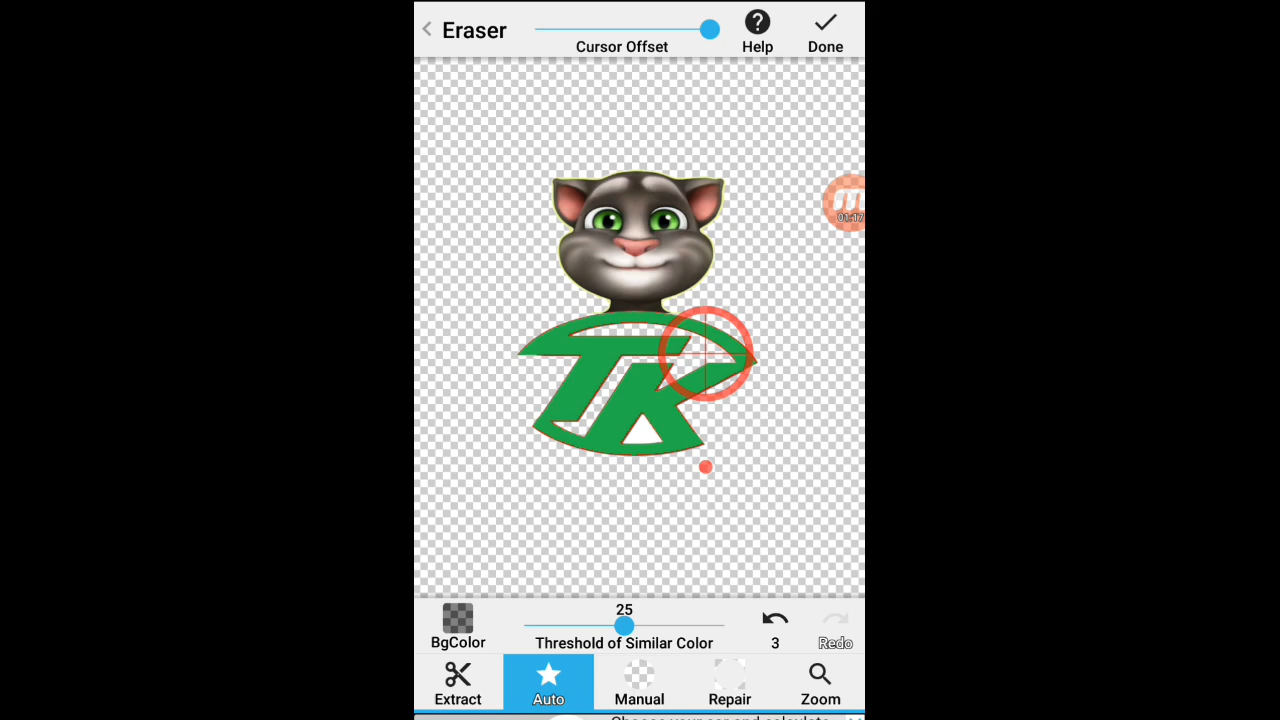 Eraser
Cursor Offset
Help
Done
01:17
TR
25
BgColor
Threshold of Similar Color
3
Redo
Extract
Auto
Manual
Repair
Zoom